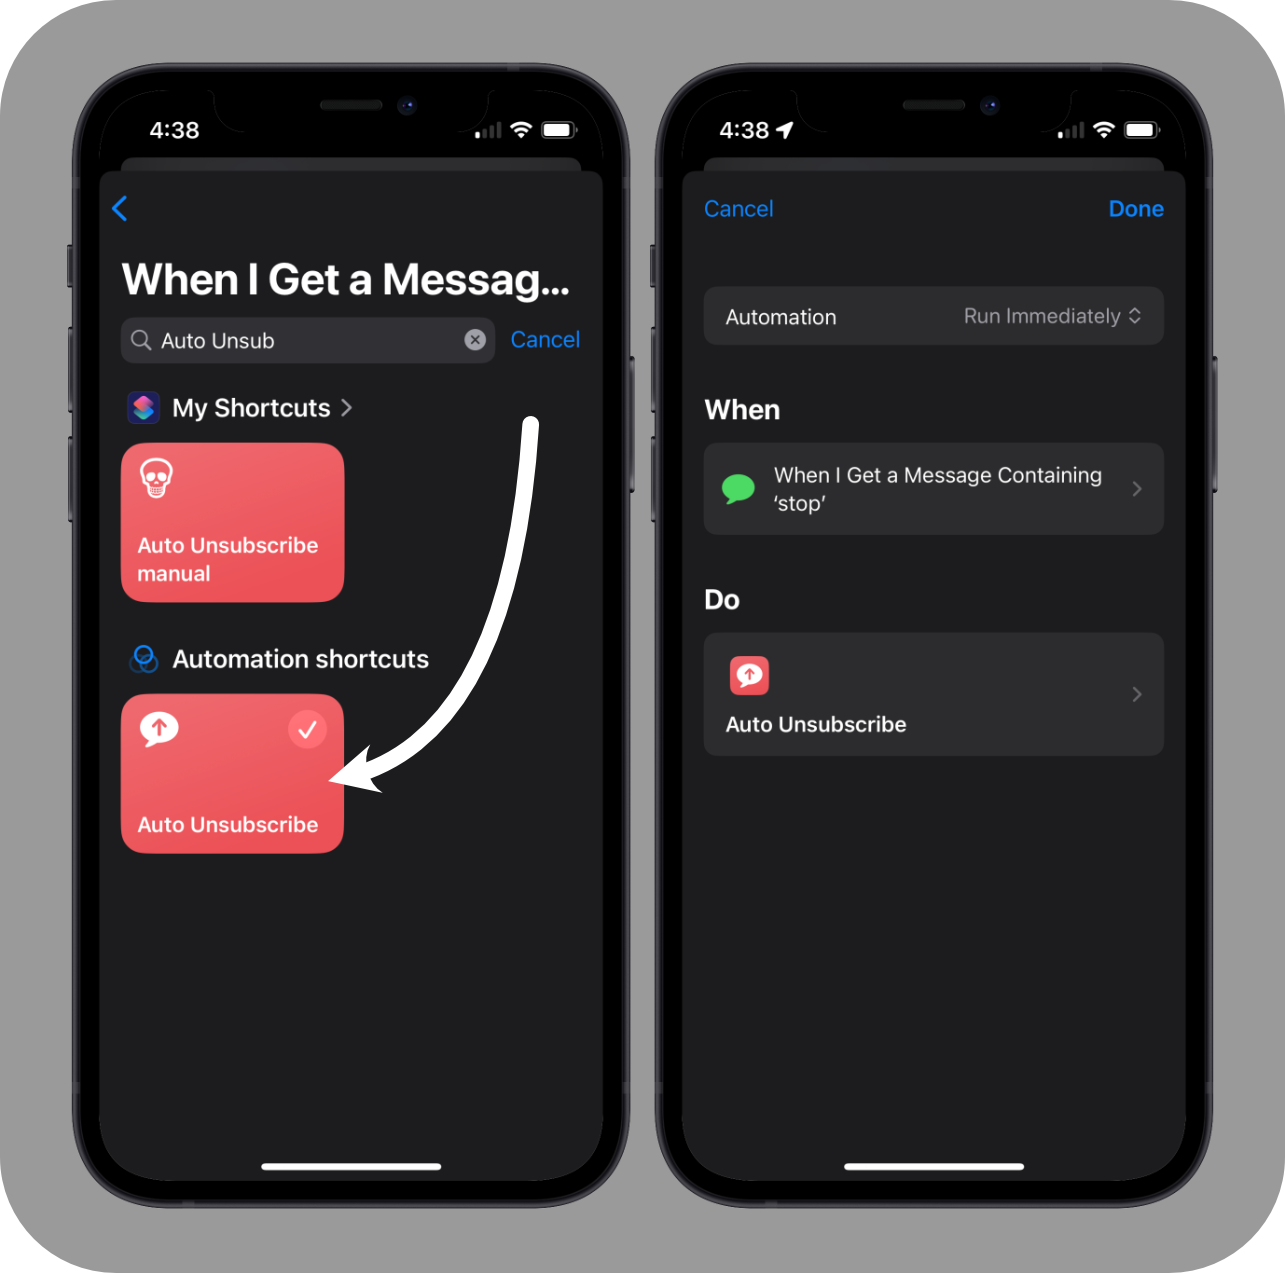 4:38
When I Get a Messag...
Auto Unsub
Cancel
My Shortcuts
Auto Unsubscribe
manual
Automation shortcuts
Auto Unsubscribe
4:38
Cancel
Done
Automation
Run Immediately
When
When I Get a Message Containing
‘stop’
Do
Auto Unsubscribe